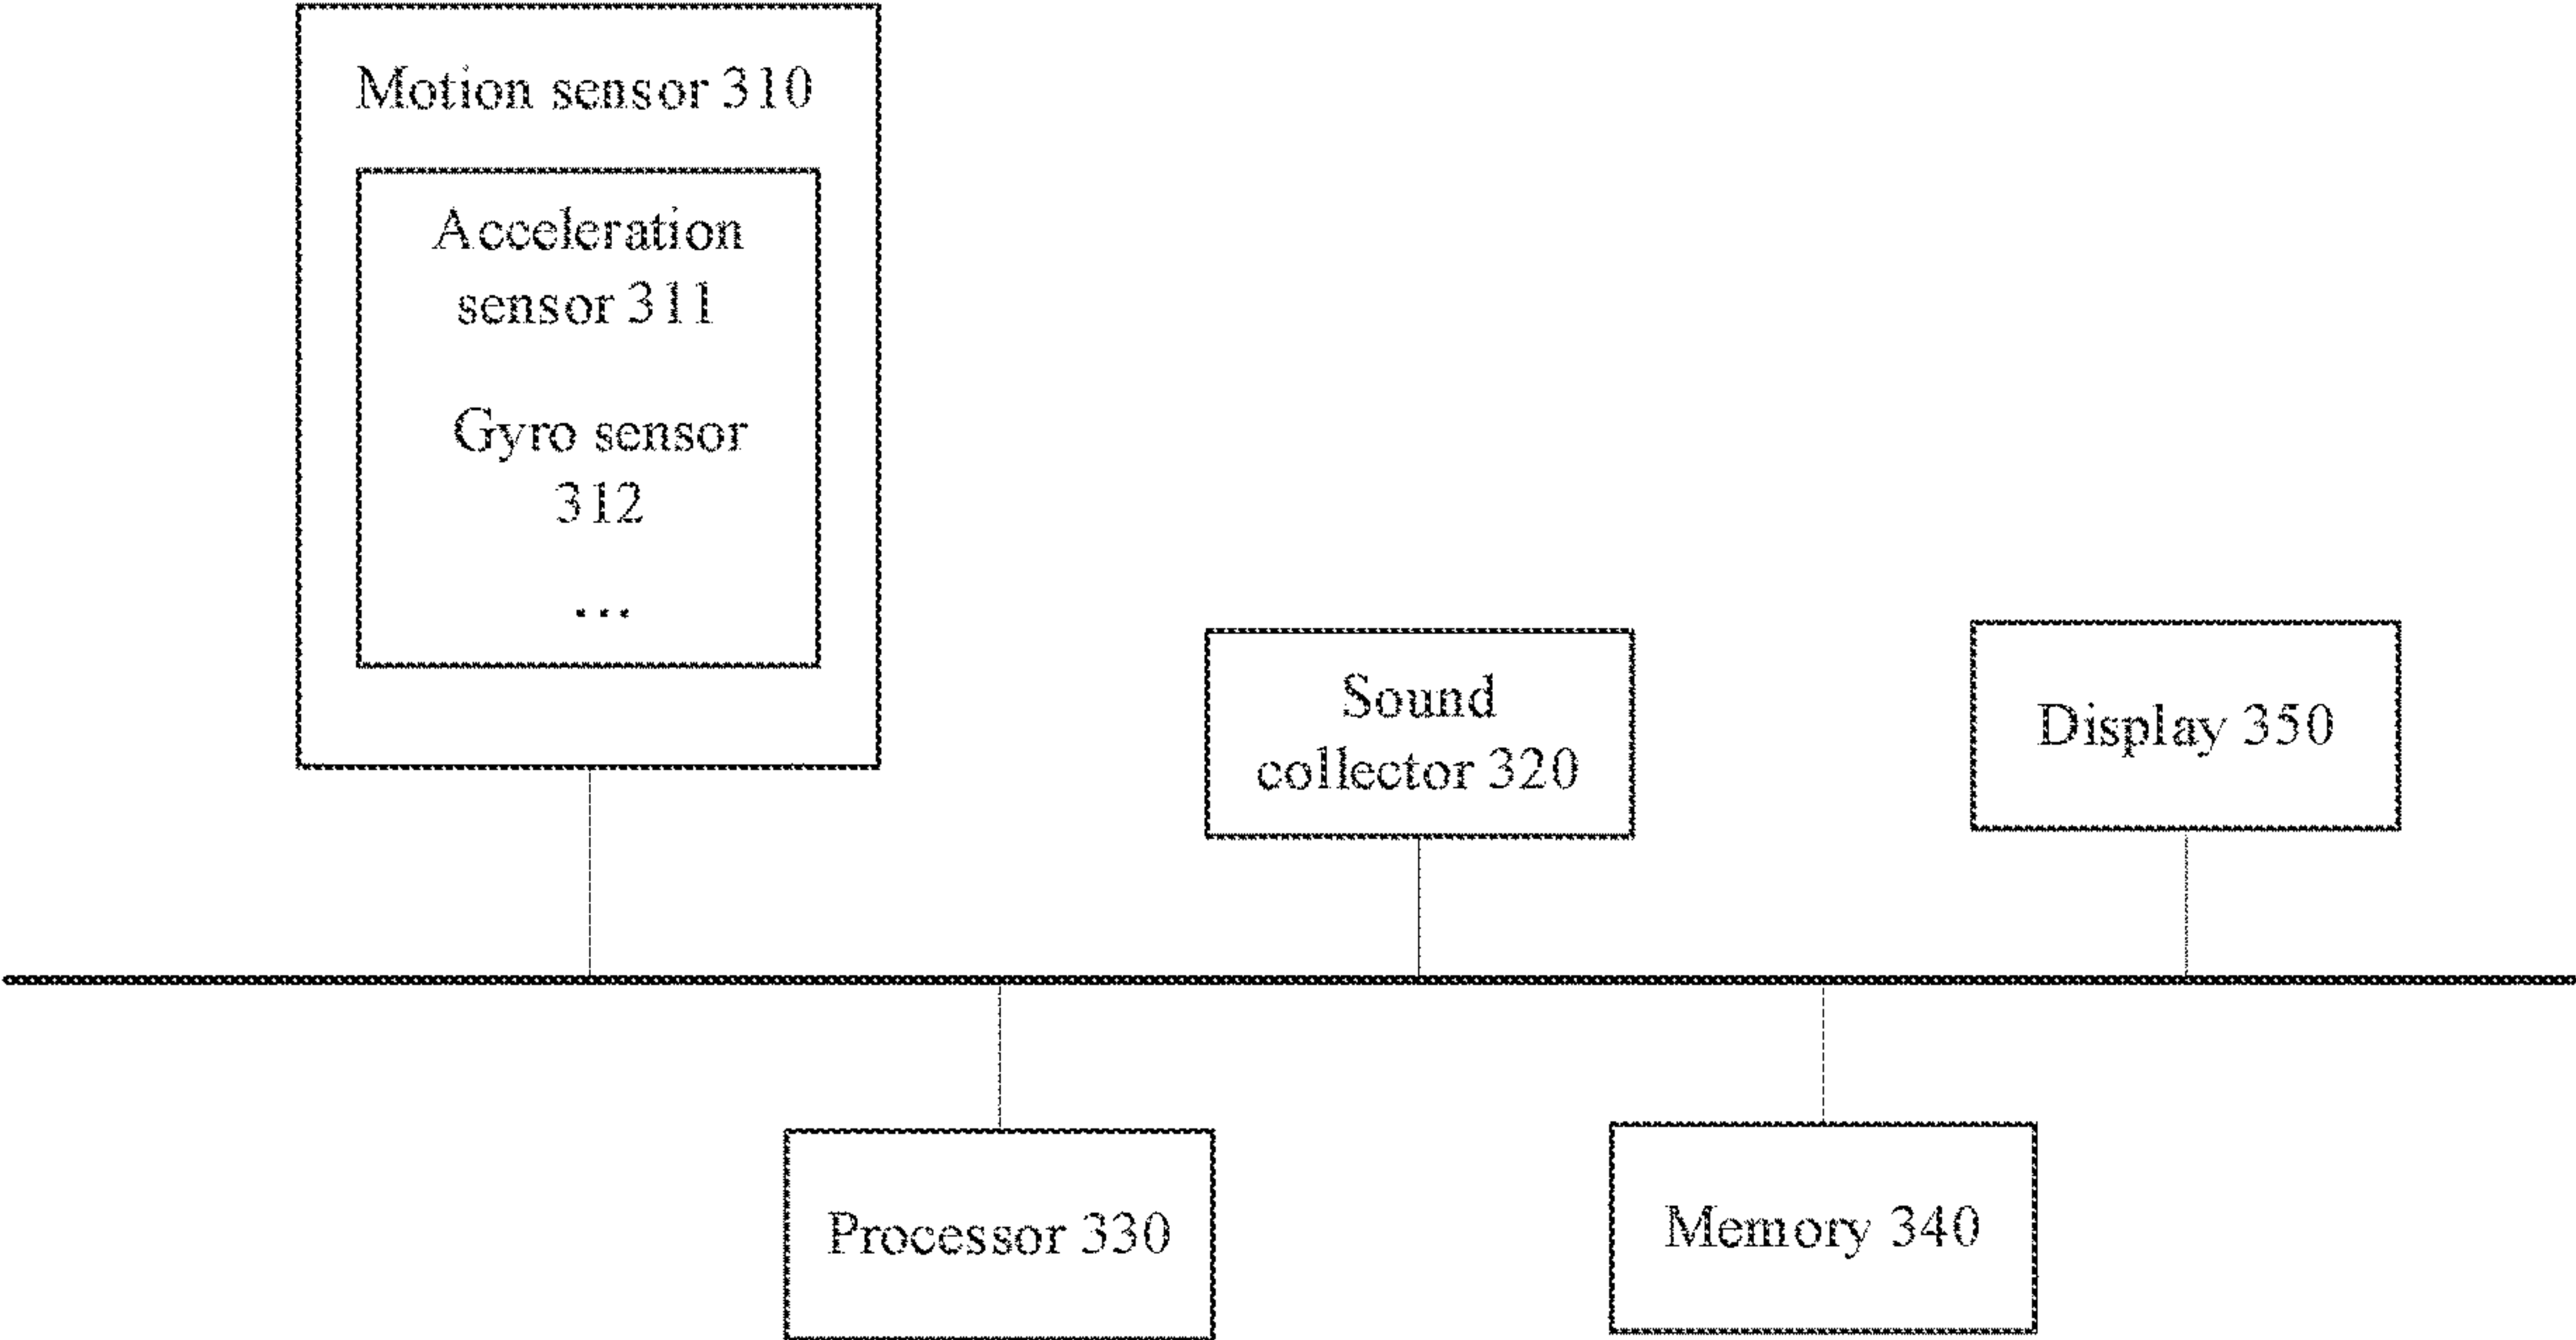 Motion sensor 310
Acceleration
sensor 311
Gyro sensor
312
...
Sound
collector 320
Display 350
Processor 330
Memory 340